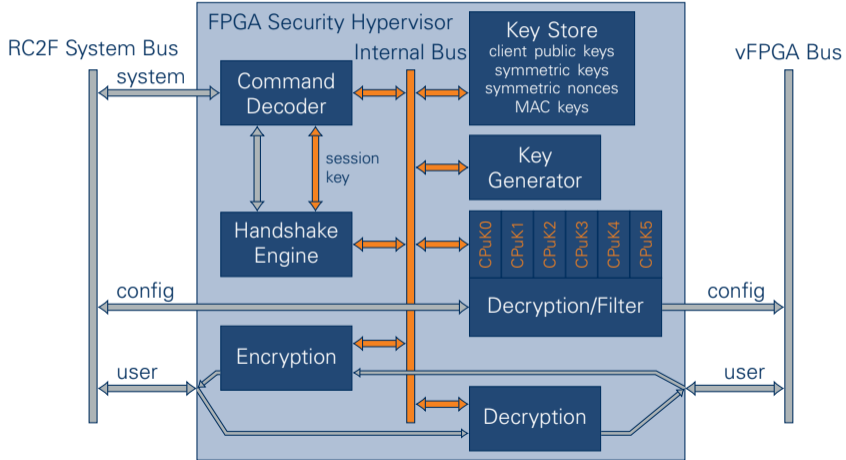 FPGA Security Hypervisor
RC2F System Bus
Internal Bus
vFPGA Bus
system
Command
Decoder
Key Store
client public keys
symmetric keys
symmetric nonces
MAC keys
session
key
Key
Generator
Handshake
Engine
CPuK0
CPuK1
CPuK2
CPuK3
CPuK4
CPuK5
config
Decryption/Filter
config
Encryption
user
user
Decryption